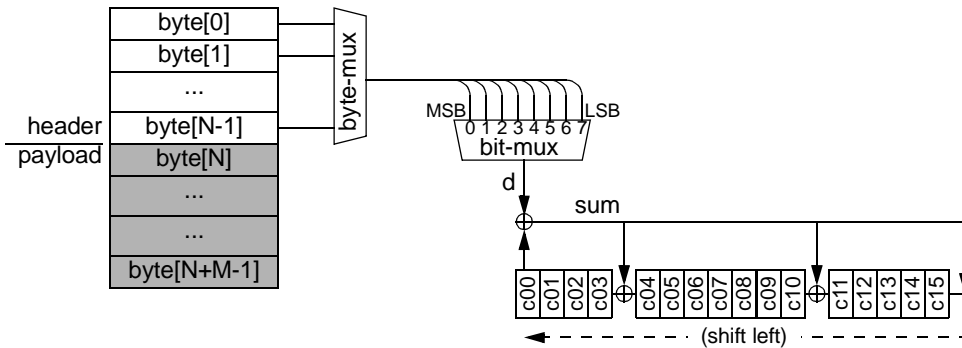 byte[0]
byte[1]
...
byte[N-1]
byte[N]
...
...
byte[N+M-1]
header
payload
byte-mux
MSB
LSB
0 1 2 3 4 5 6 7
bit-mux
d
sum
c00 c01 c02 c03 c04 c05 c06 c07 c08 c09 c10 c11 c12 c13 c14 c15
(shift left)